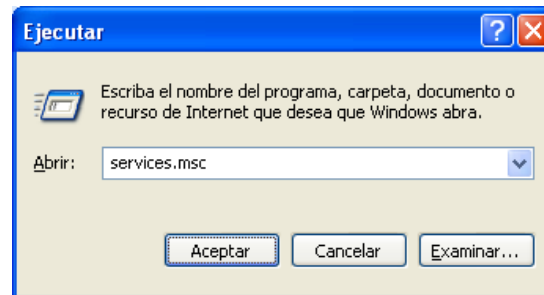 Ejecutar
Escriba el nombre del programa, carpeta, documento o
recurso de Internet que desea que Windows abra.
Abrir: services.msc
Aceptar Cancelar Examinar...